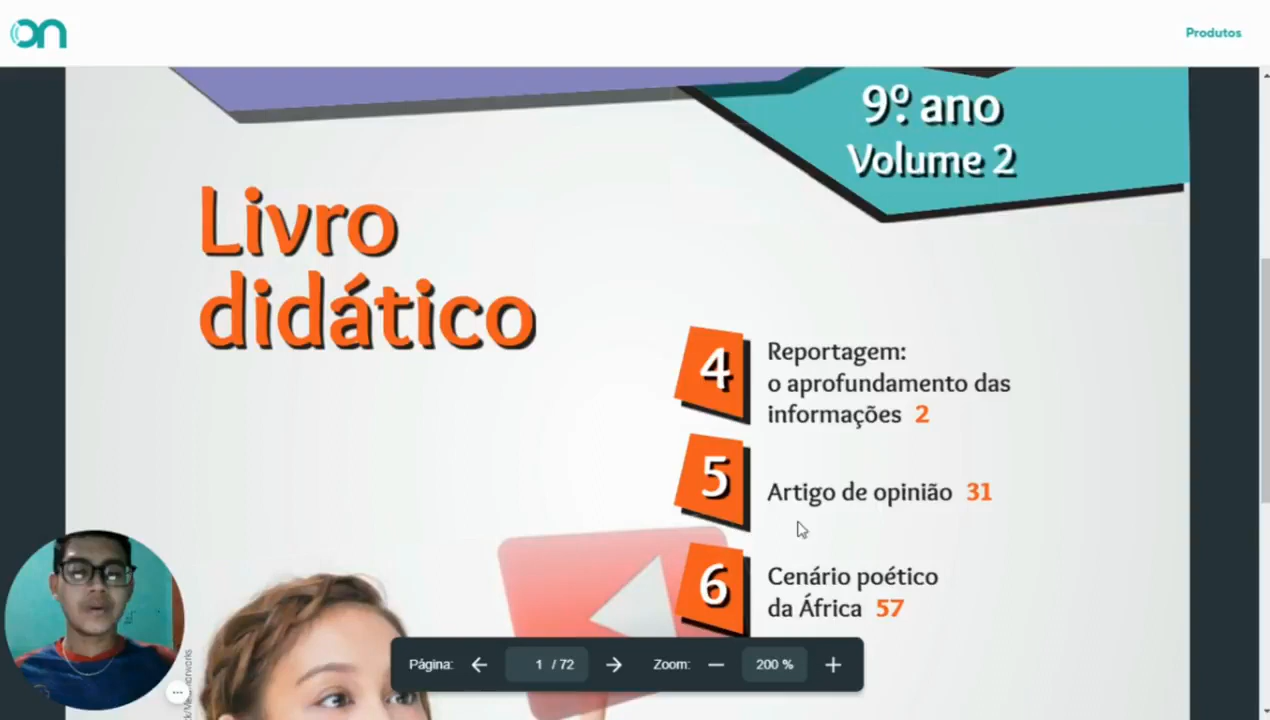 on
Produtos
9º. ano
Volume 2
Livro
didático
4
Reportagem:
o aprofundamento das
informações 2
5
Artigo de opinião 31
6
Cenário poético
da África 57
Página: 1 / 72 Zoom: 200 %